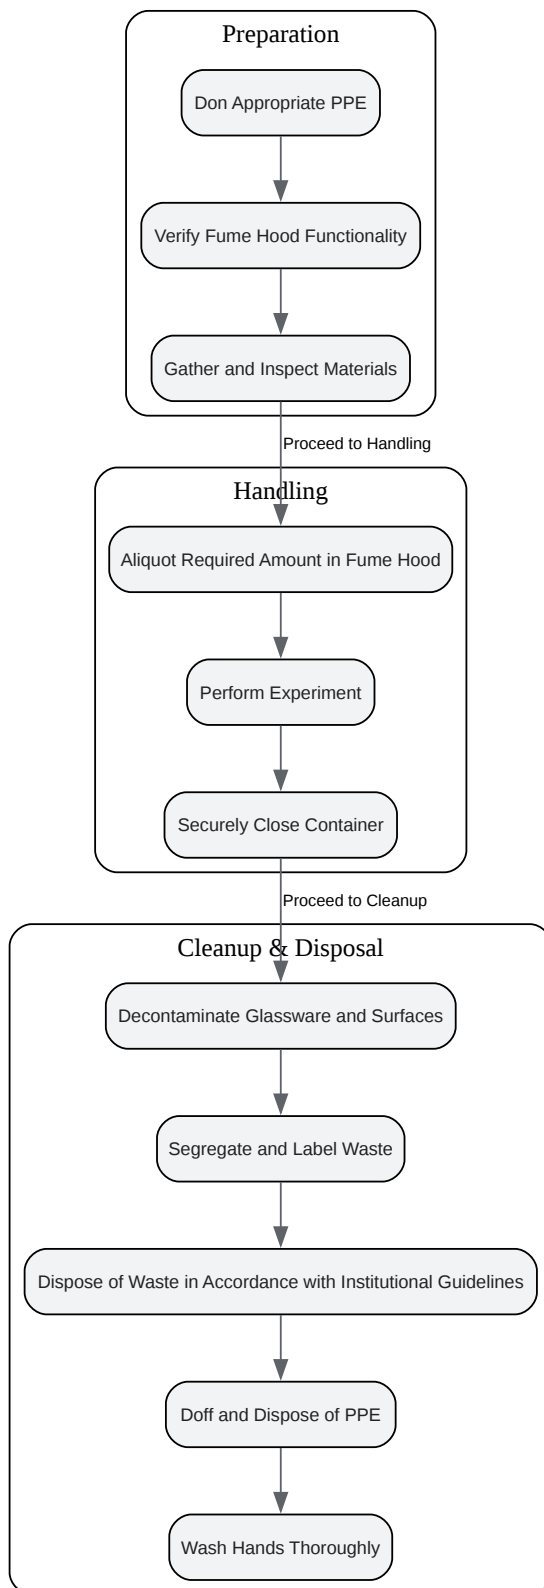 Preparation
Don Appropriate PPE
Verify Fume Hood Functionality
Gather and Inspect Materials
Proceed to Handling
Handling
Aliquot Required Amount in Fume Hood
Perform Experiment
Securely Close Container
Proceed to Cleanup
Cleanup & Disposal
Decontaminate Glassware and Surfaces
Segregate and Label Waste
Dispose of Waste in Accordance with Institutional Guidelines
Doff and Dispose of PPE
Wash Hands Thoroughly